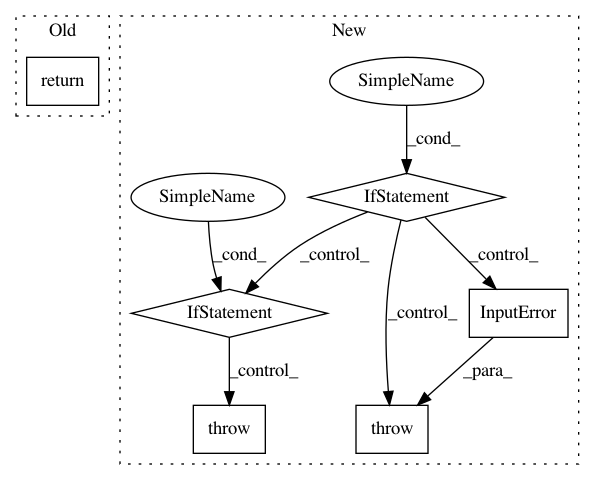 Old
New
return
SimpleName
_cond_
SimpleName
IfStatement
_cond_
_control_
_control_
IfStatement
_control_
InputError
_control_
_para_
throw
throw